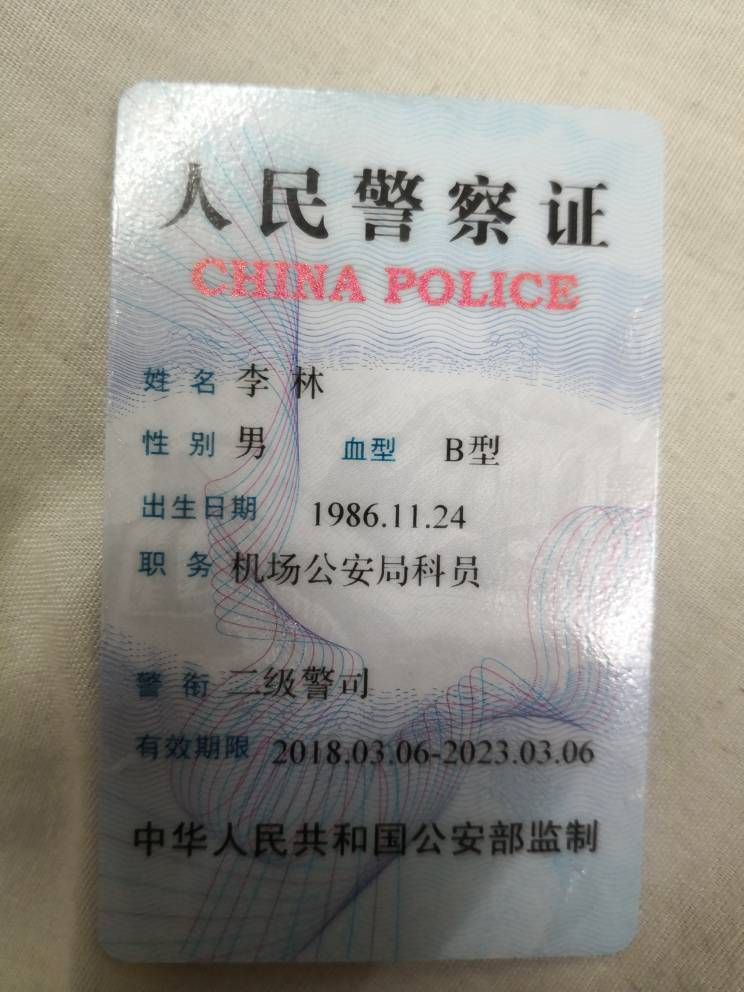 人民警察证
CHINA POLICE
姓名 李林
性别 男 血型 B型
出生日期 1986.11.24
职务 机场公安局科员
警衔 二级警司
有效期限 2018.03.06-2023.03.06
中华人民共和国公安部监制